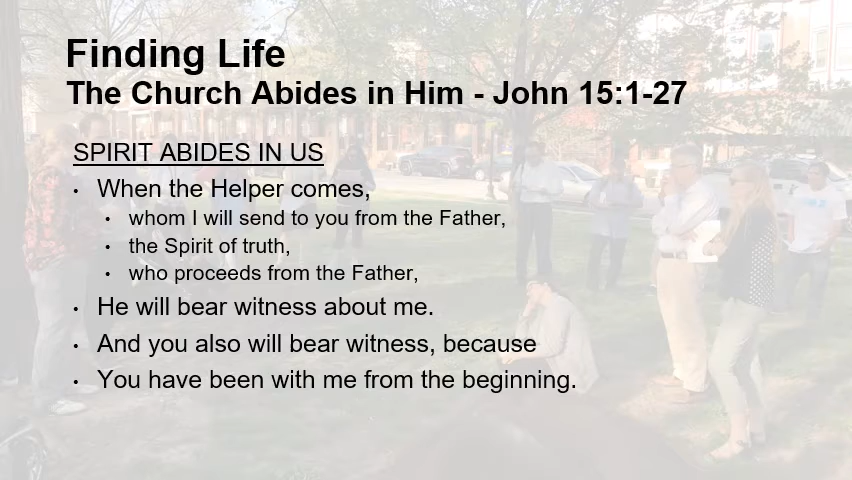 Finding Life
The Church Abides in Him - John 15:1-27
SPIRIT ABIDES IN US
• When the Helper comes,
• whom I will send to you from the Father,
• the Spirit of truth,
• who proceeds from the Father,
• He will bear witness about me.
• And you also will bear witness, because
• You have been with me from the beginning.